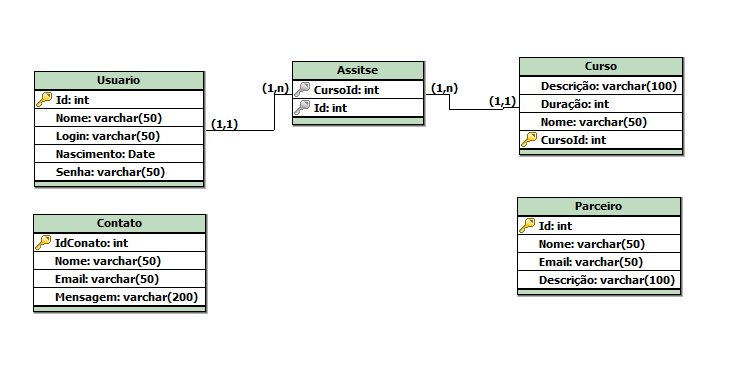 Usuario
Id: int
Nome: varchar(50)
Login: varchar(50)
Nascimento: Date
Senha: varchar(50)
(1,1)
(1,n)
Assitse
CursoId: int
Id: int
(1,n)
(1,1)
Curso
Descrição: varchar(100)
Duração: int
Nome: varchar(50)
CursoId: int
Contato
IdConato: int
Nome: varchar(50)
Email: varchar(50)
Mensagem: varchar(200)
Parceiro
Id: int
Nome: varchar(50)
Email: varchar(50)
Descrição: varchar(100)